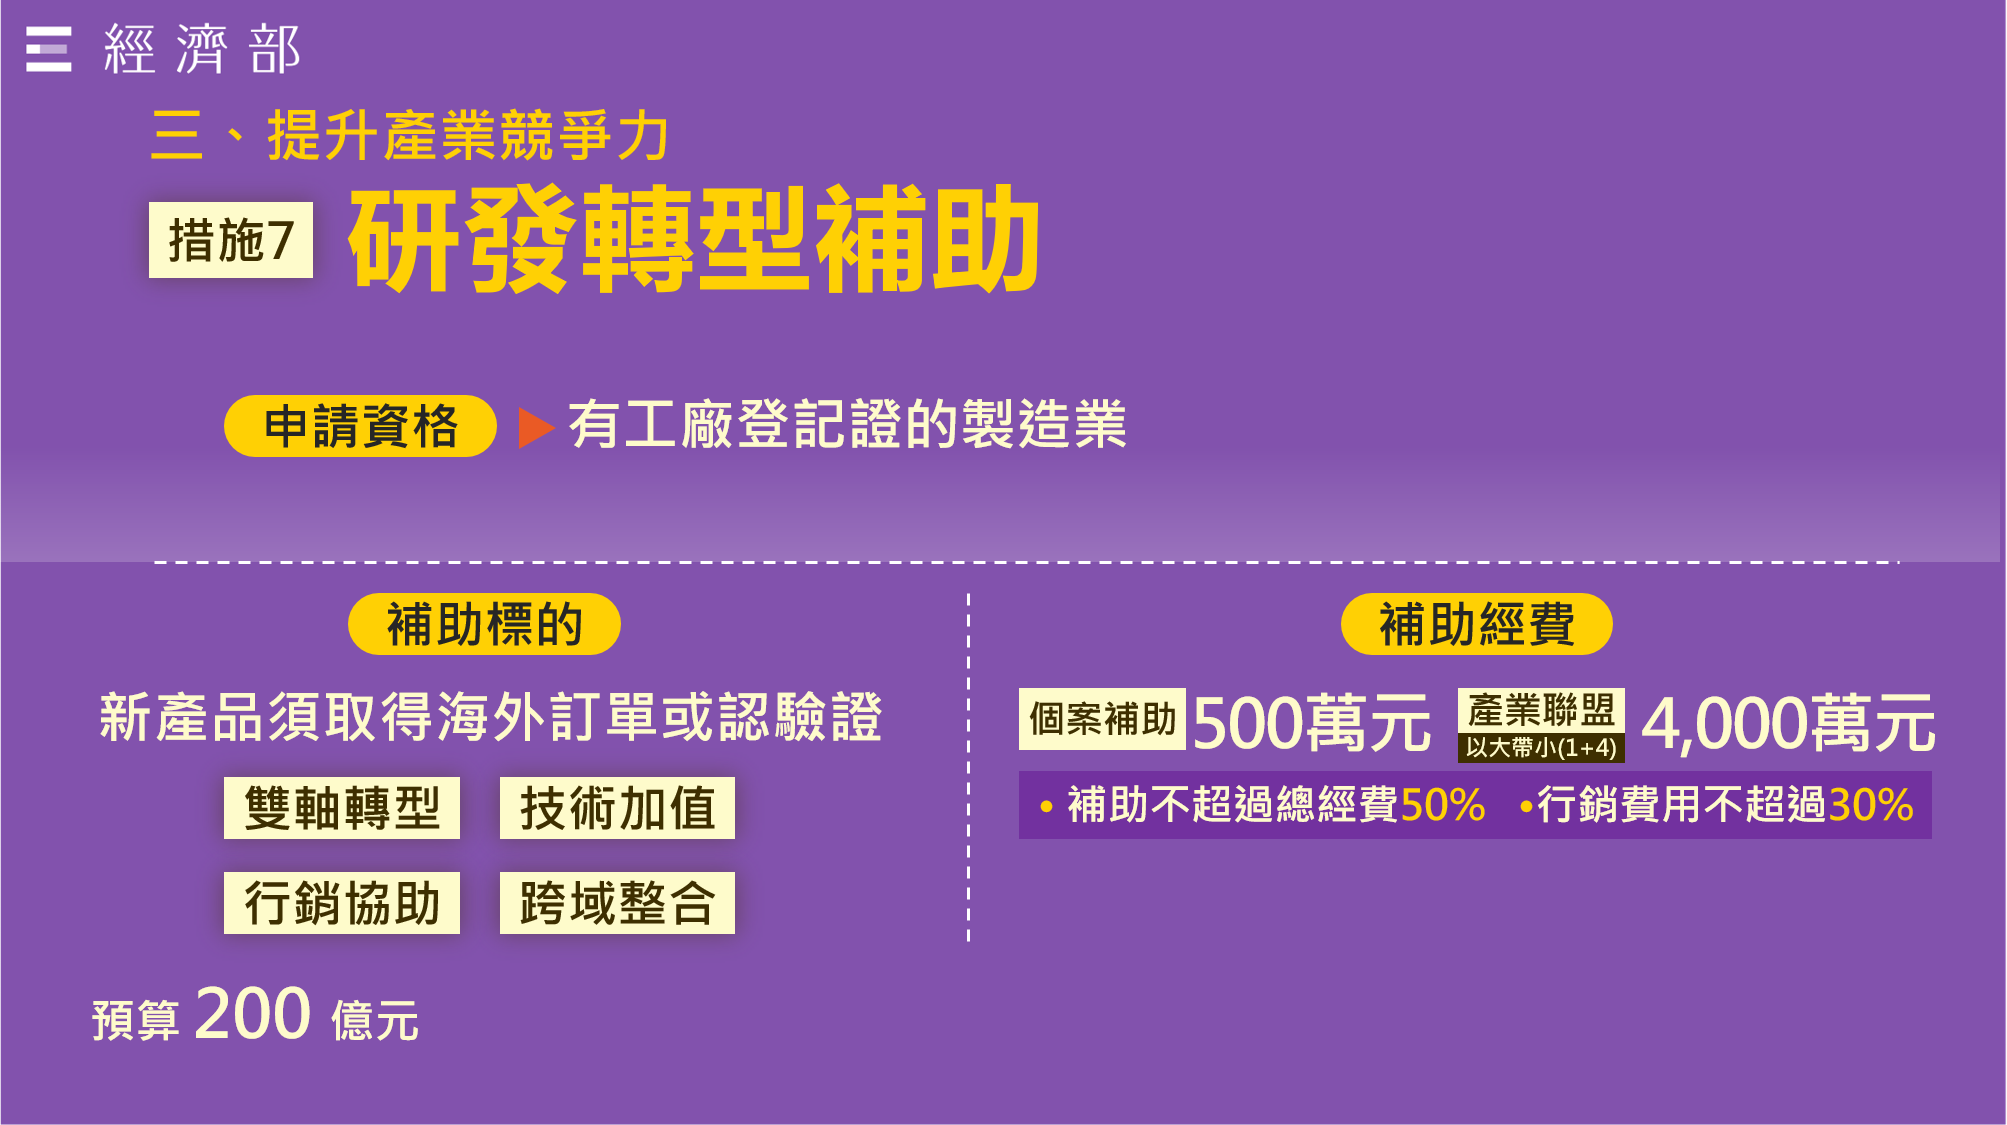 經濟部
三、提升產業競爭力
措施7 研發轉型補助
申請資格 ▶ 有工廠登記證的製造業
補助標的
新產品須取得海外訂單或認驗證
雙軸轉型 技術加值
行銷協助 跨域整合
預算 200 億元
補助經費
個案補助 500萬元 產業聯盟 4,000萬元
以大帶小(1+4)
• 補助不超過總經費50% •行銷費用不超過30%